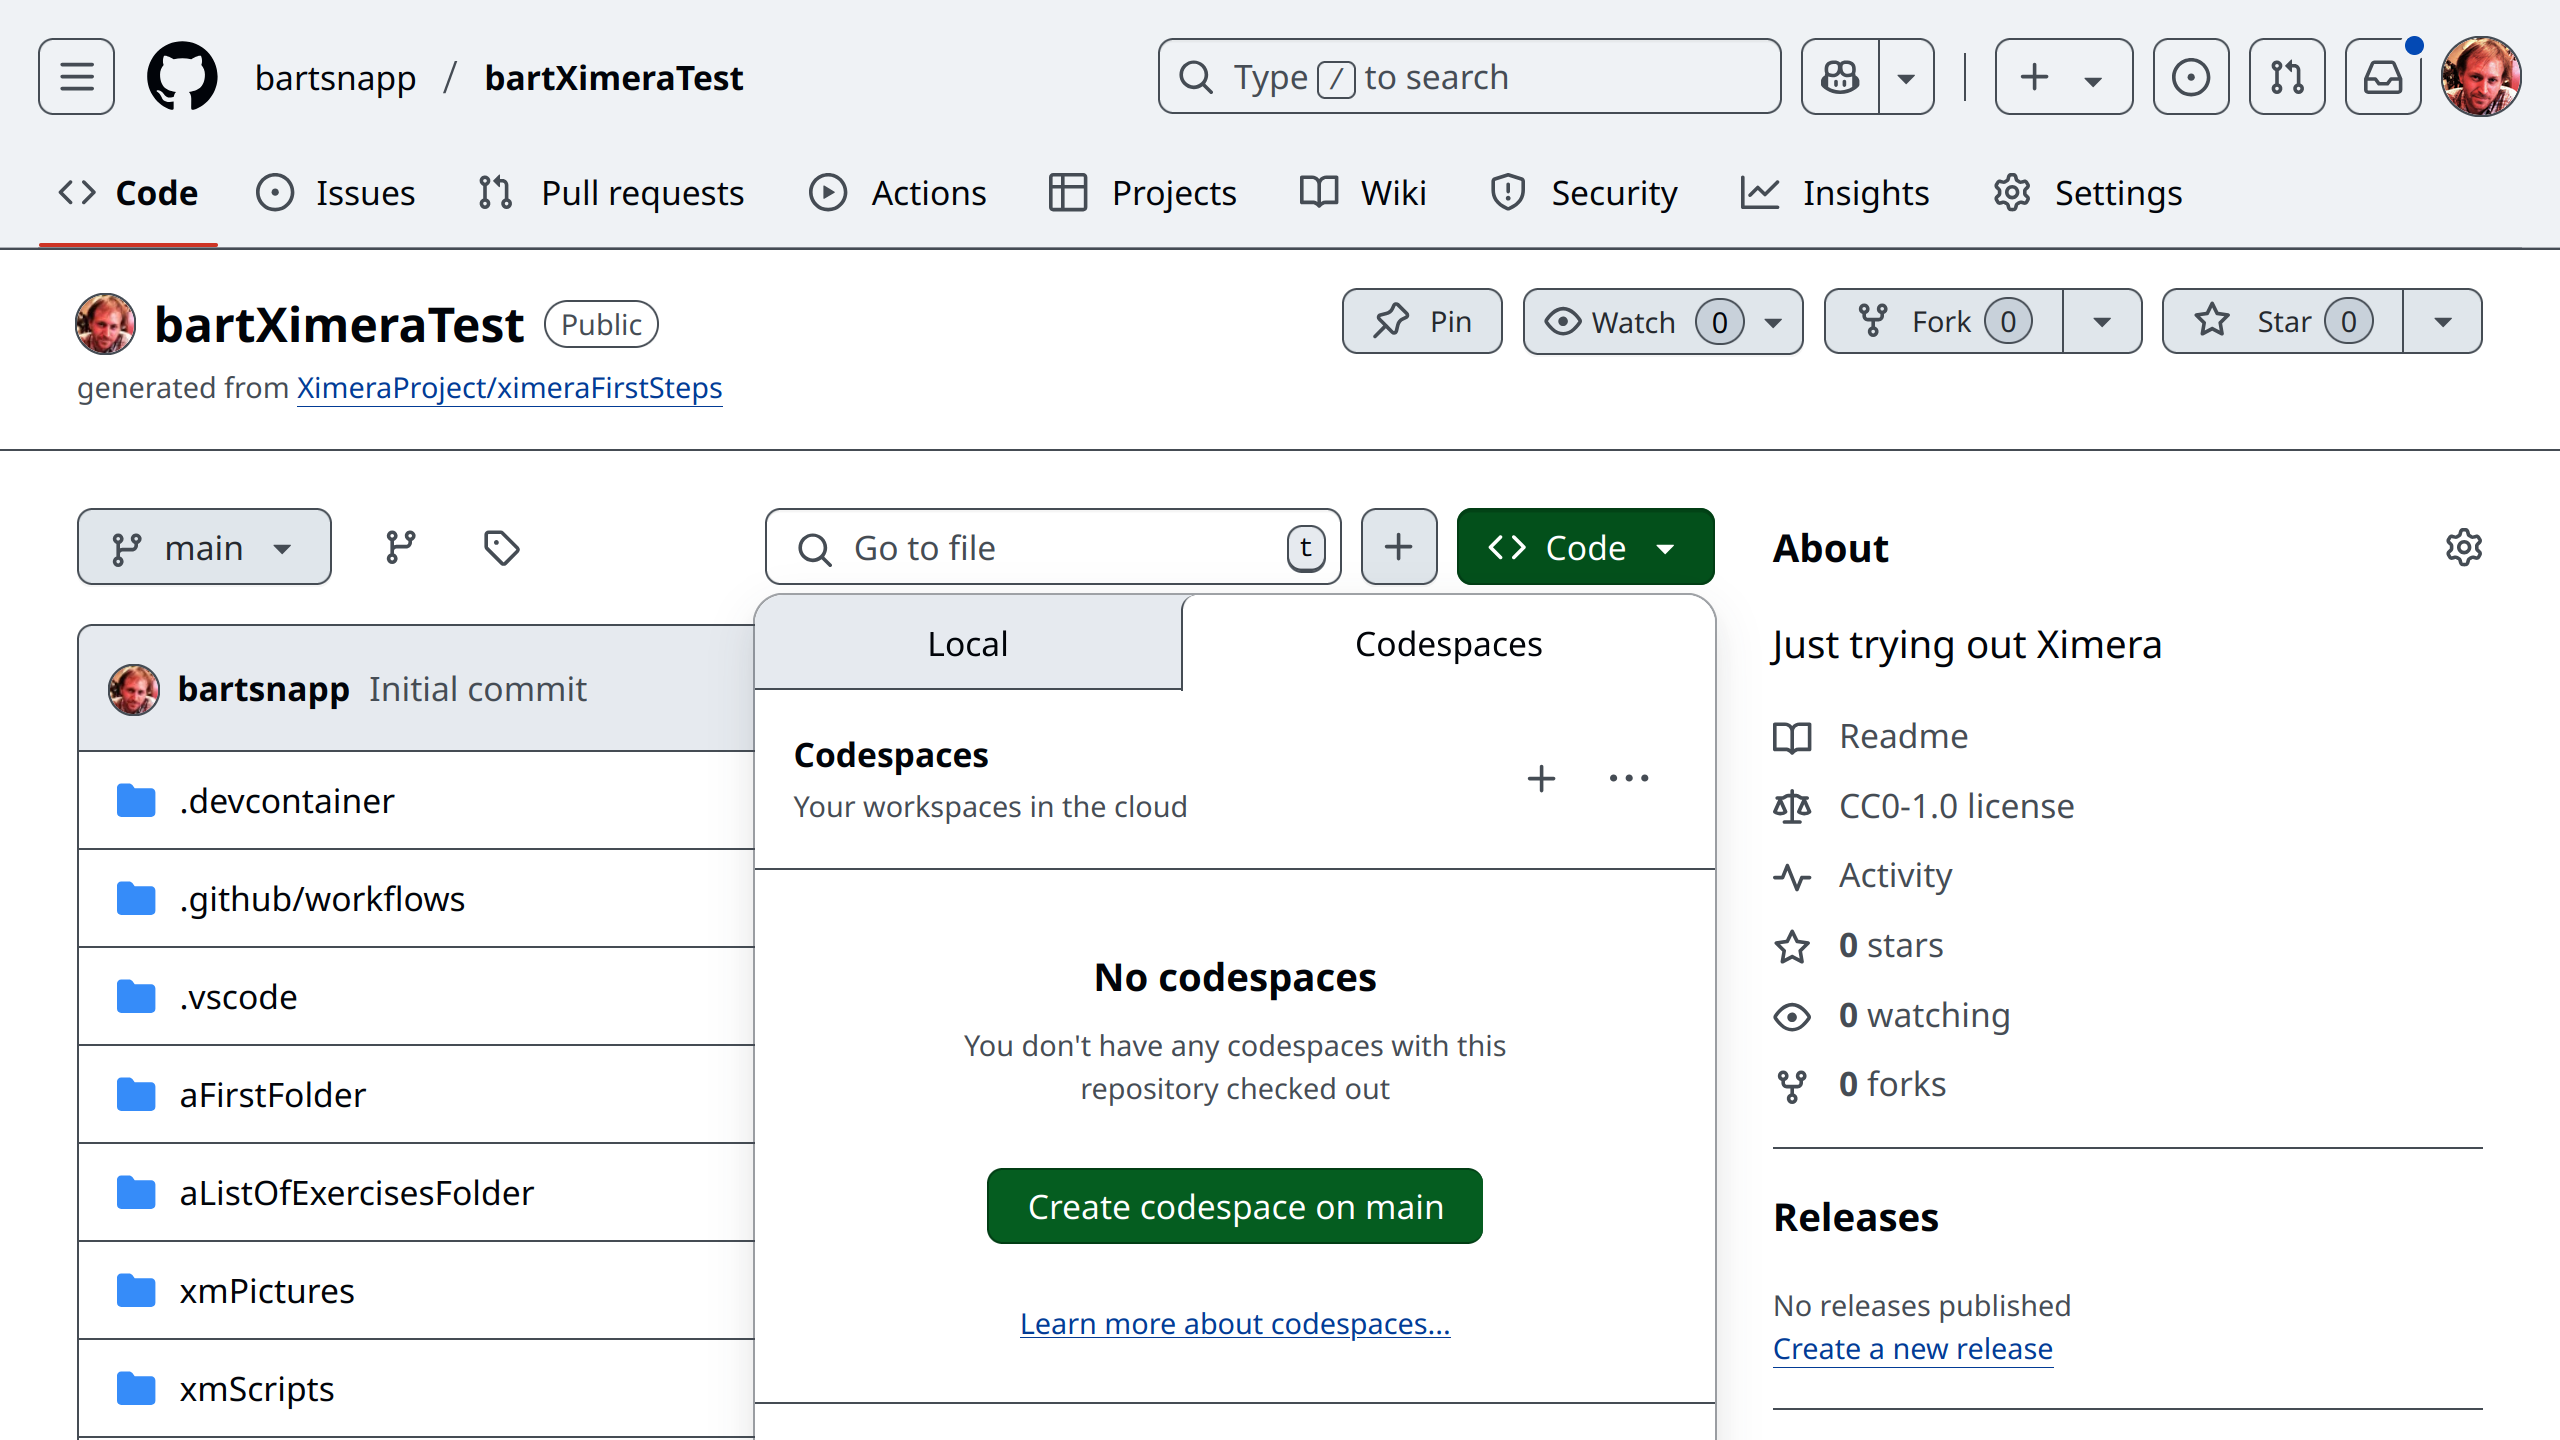 bartsnapp / bartXimeraTest
Type / to search
Code Issues Pull requests Actions Projects Wiki Security Insights Settings
bartXimeraTest Public
Pin Watch 0 Fork 0 Star 0
generated from XimeraProject/ximeraFirstSteps
main
Go to file t
Code
About
Local Codespaces
Just trying out Ximera
bartsnapp Initial commit
Codespaces
Your workspaces in the cloud
Readme
CC0-1.0 license
Activity
0 stars
0 watching
0 forks
.devcontainer
.github/workflows
.vscode
aFirstFolder
aListOfExercisesFolder
xmPictures
xmScripts
No codespaces
You don't have any codespaces with this
repository checked out
Create codespace on main
Learn more about codespaces...
Releases
No releases published
Create a new release